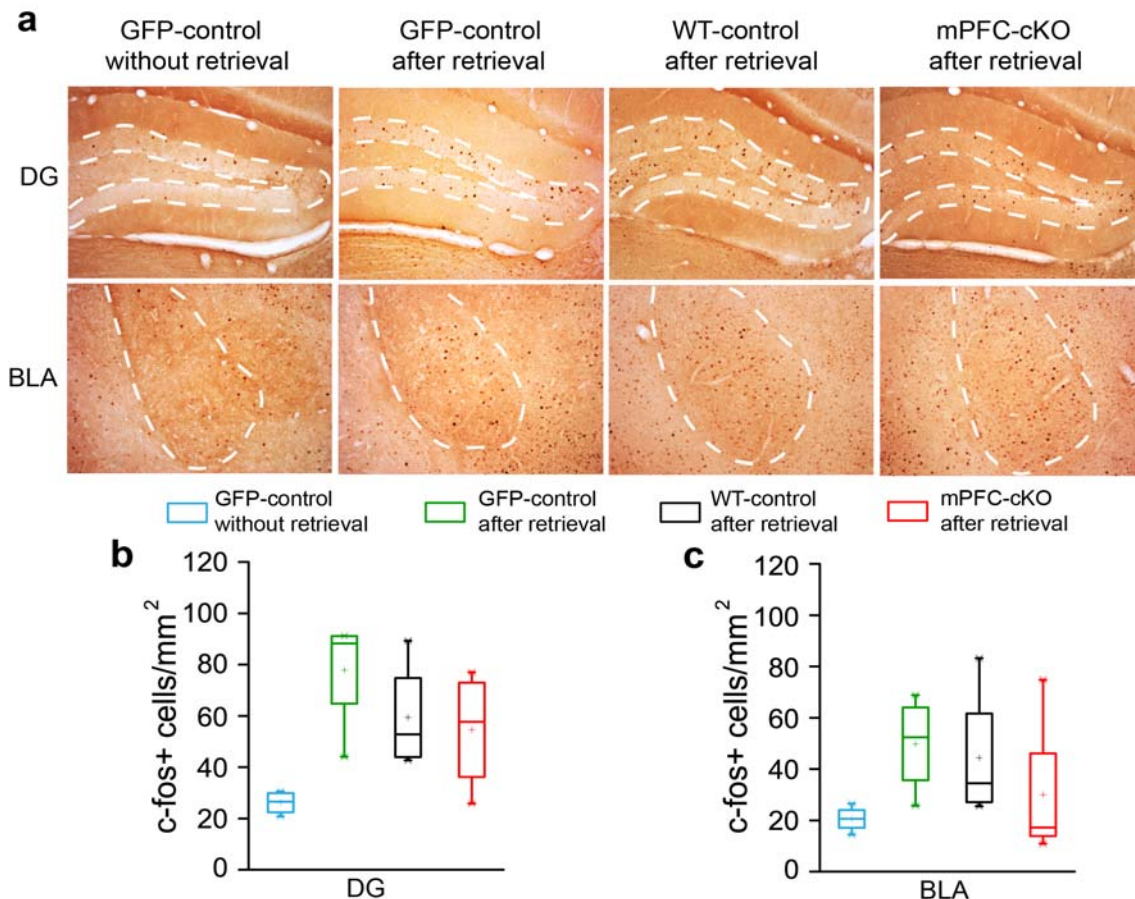 a
GFP-control
without retrieval
GFP-control
after retrieval
WT-control
after retrieval
mPFC-cKO
after retrieval
DG
BLA
GFP-control
without retrieval
GFP-control
after retrieval
WT-control
after retrieval
mPFC-cKO
after retrieval
b
c-fos+ cells/mm²
120
100
80
60
40
20
0
DG
c
c-fos+ cells/mm²
120
100
80
60
40
20
0
BLA